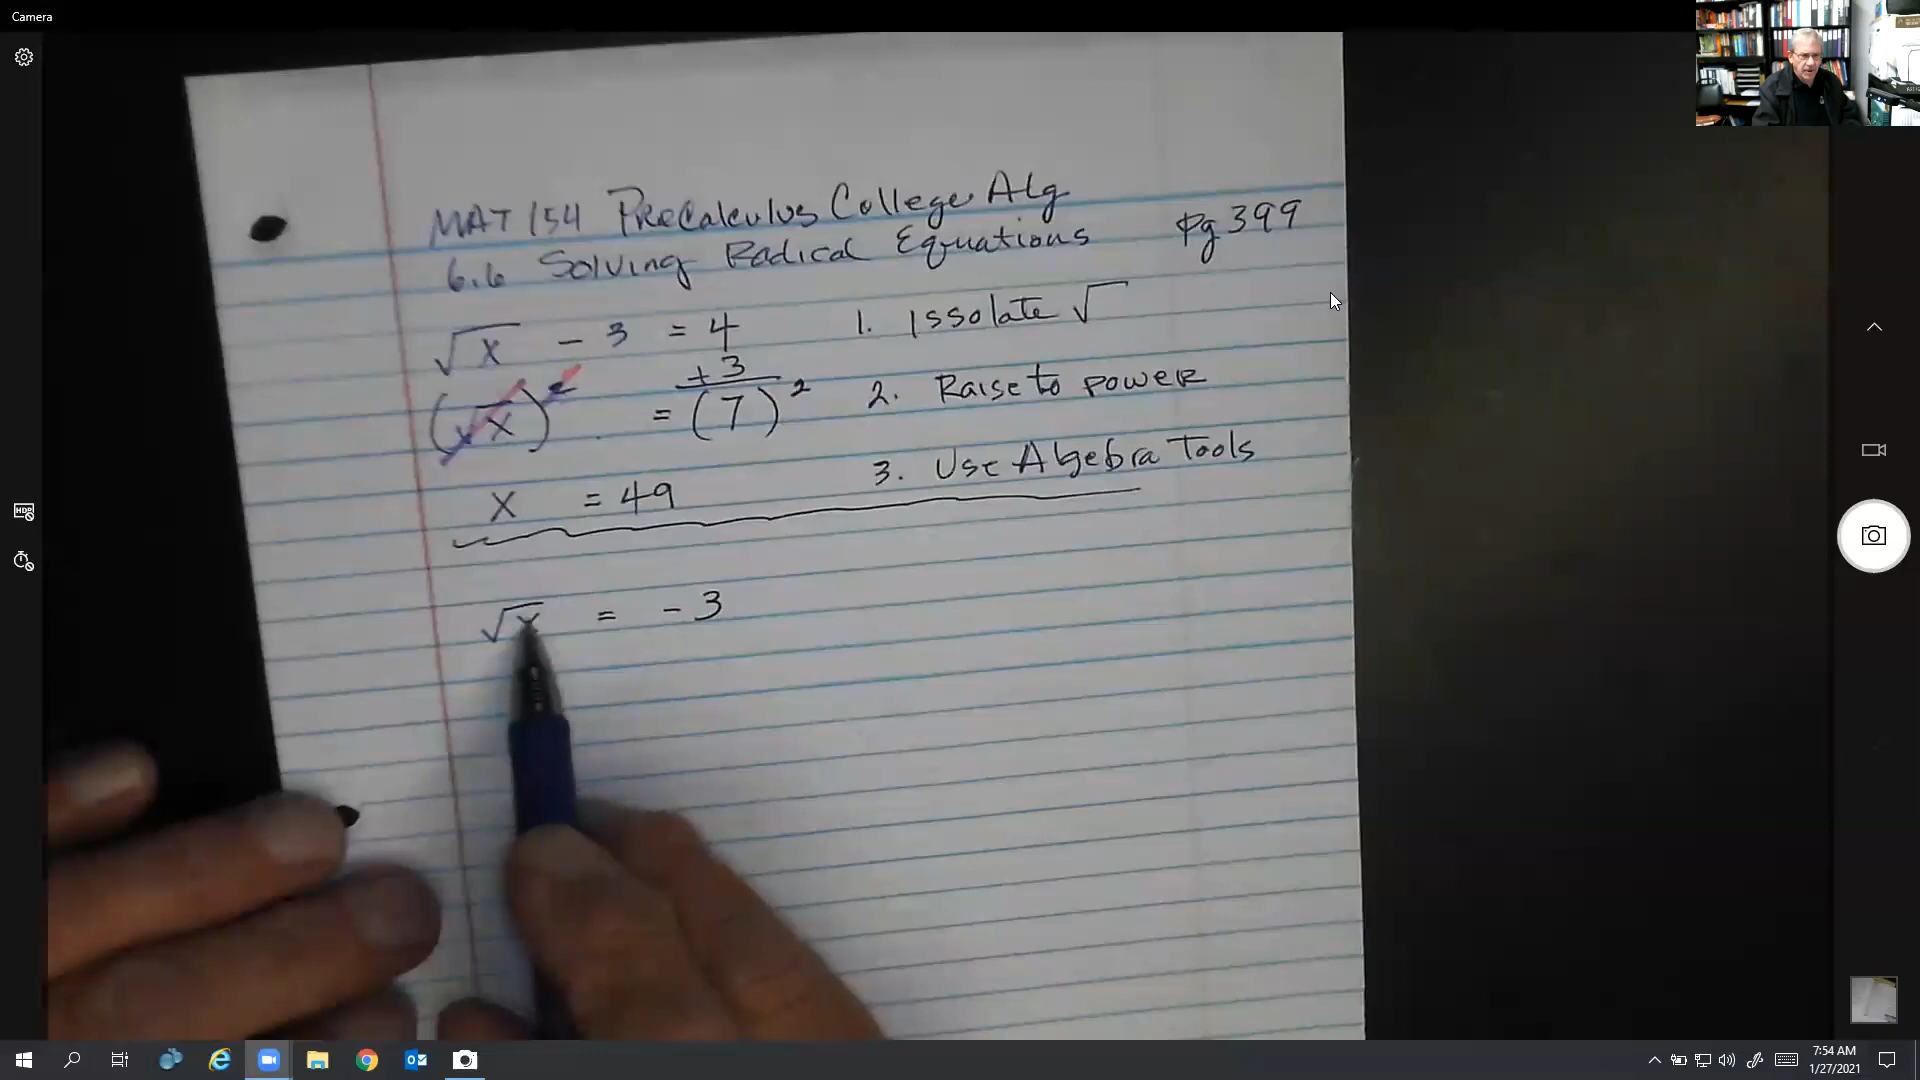 Camera
MAT 154 PreCalculus College Alg
6.6 Solving Radical Equations pg 399
√x - 3 = 4 1. Issolate √
+3
(√x)² = (7)² 2. Raise to power
x = 49 3. Use Algebra Tools
√x = -3
7:54 AM
1/27/2021